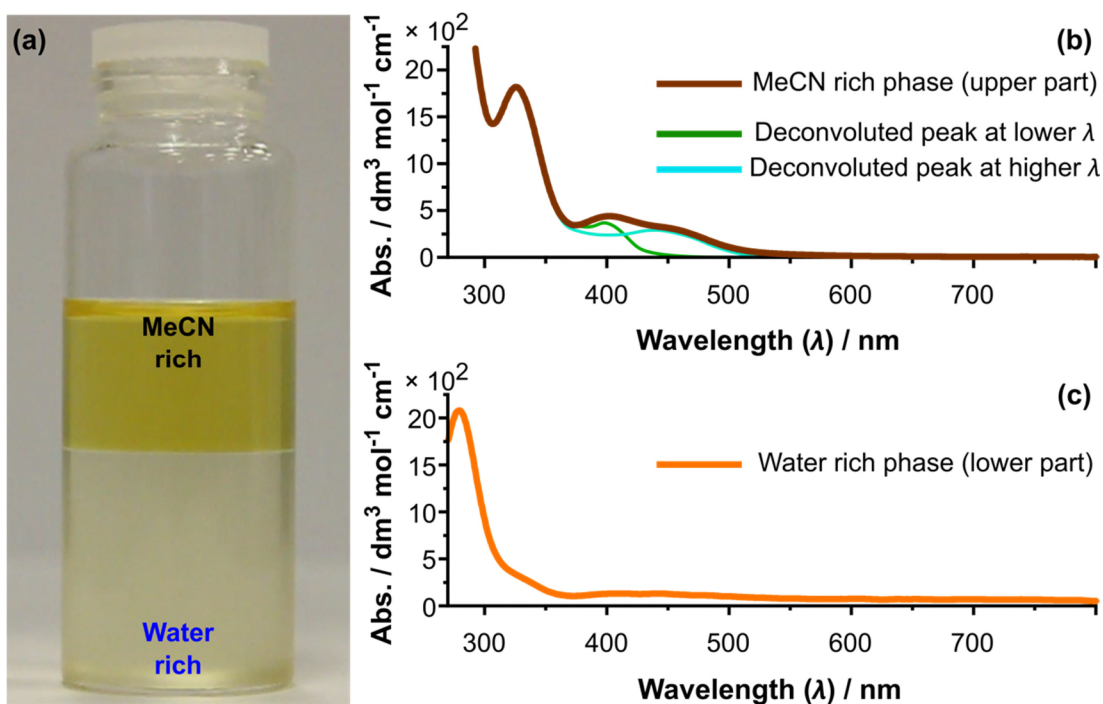 (a)
MeCN
rich
Water
rich
× 10²
(b)
20
15
10
5
0
Abs. / dm³ mol⁻¹ cm⁻¹
MeCN rich phase (upper part)
Deconvoluted peak at lower λ
Deconvoluted peak at higher λ
300 400 500 600 700
Wavelength (λ) / nm
× 10²
(c)
20
15
10
5
0
Abs. / dm³ mol⁻¹ cm⁻¹
Water rich phase (lower part)
300 400 500 600 700
Wavelength (λ) / nm